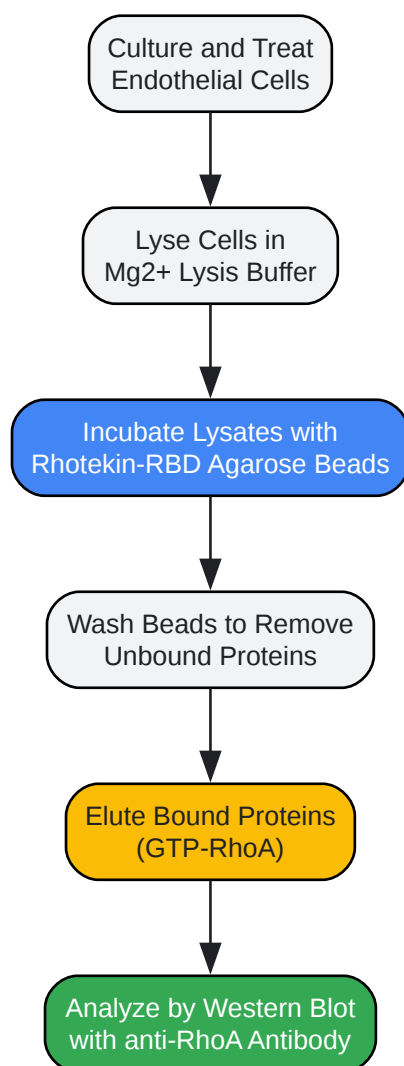 Culture and Treat
Endothelial Cells
Lyse Cells in
Mg2+ Lysis Buffer
Incubate Lysates with
Rhotekin-RBD Agarose Beads
Wash Beads to Remove
Unbound Proteins
Elute Bound Proteins
(GTP-RhoA)
Analyze by Western Blot
with anti-RhoA Antibody